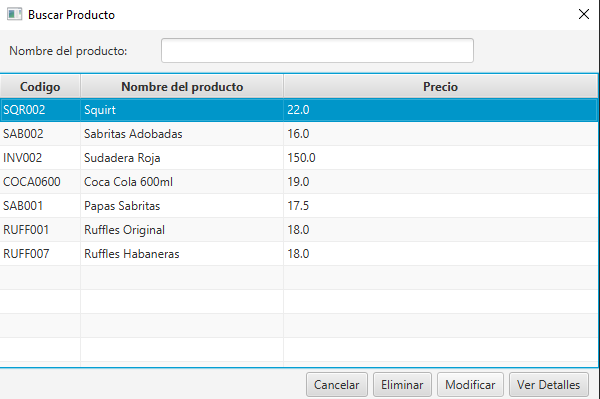 Buscar Producto
Nombre del producto:
Codigo Nombre del producto Precio
SQR002 Squirt 22.0
SAB002 Sabritas Adobadas 16.0
INV002 Sudadera Roja 150.0
COCA0600 Coca Cola 600ml 19.0
SAB001 Papas Sabritas 17.5
RUFF001 Ruffles Original 18.0
RUFF007 Ruffles Habaneras 18.0
Cancelar Eliminar Modificar Ver Detalles